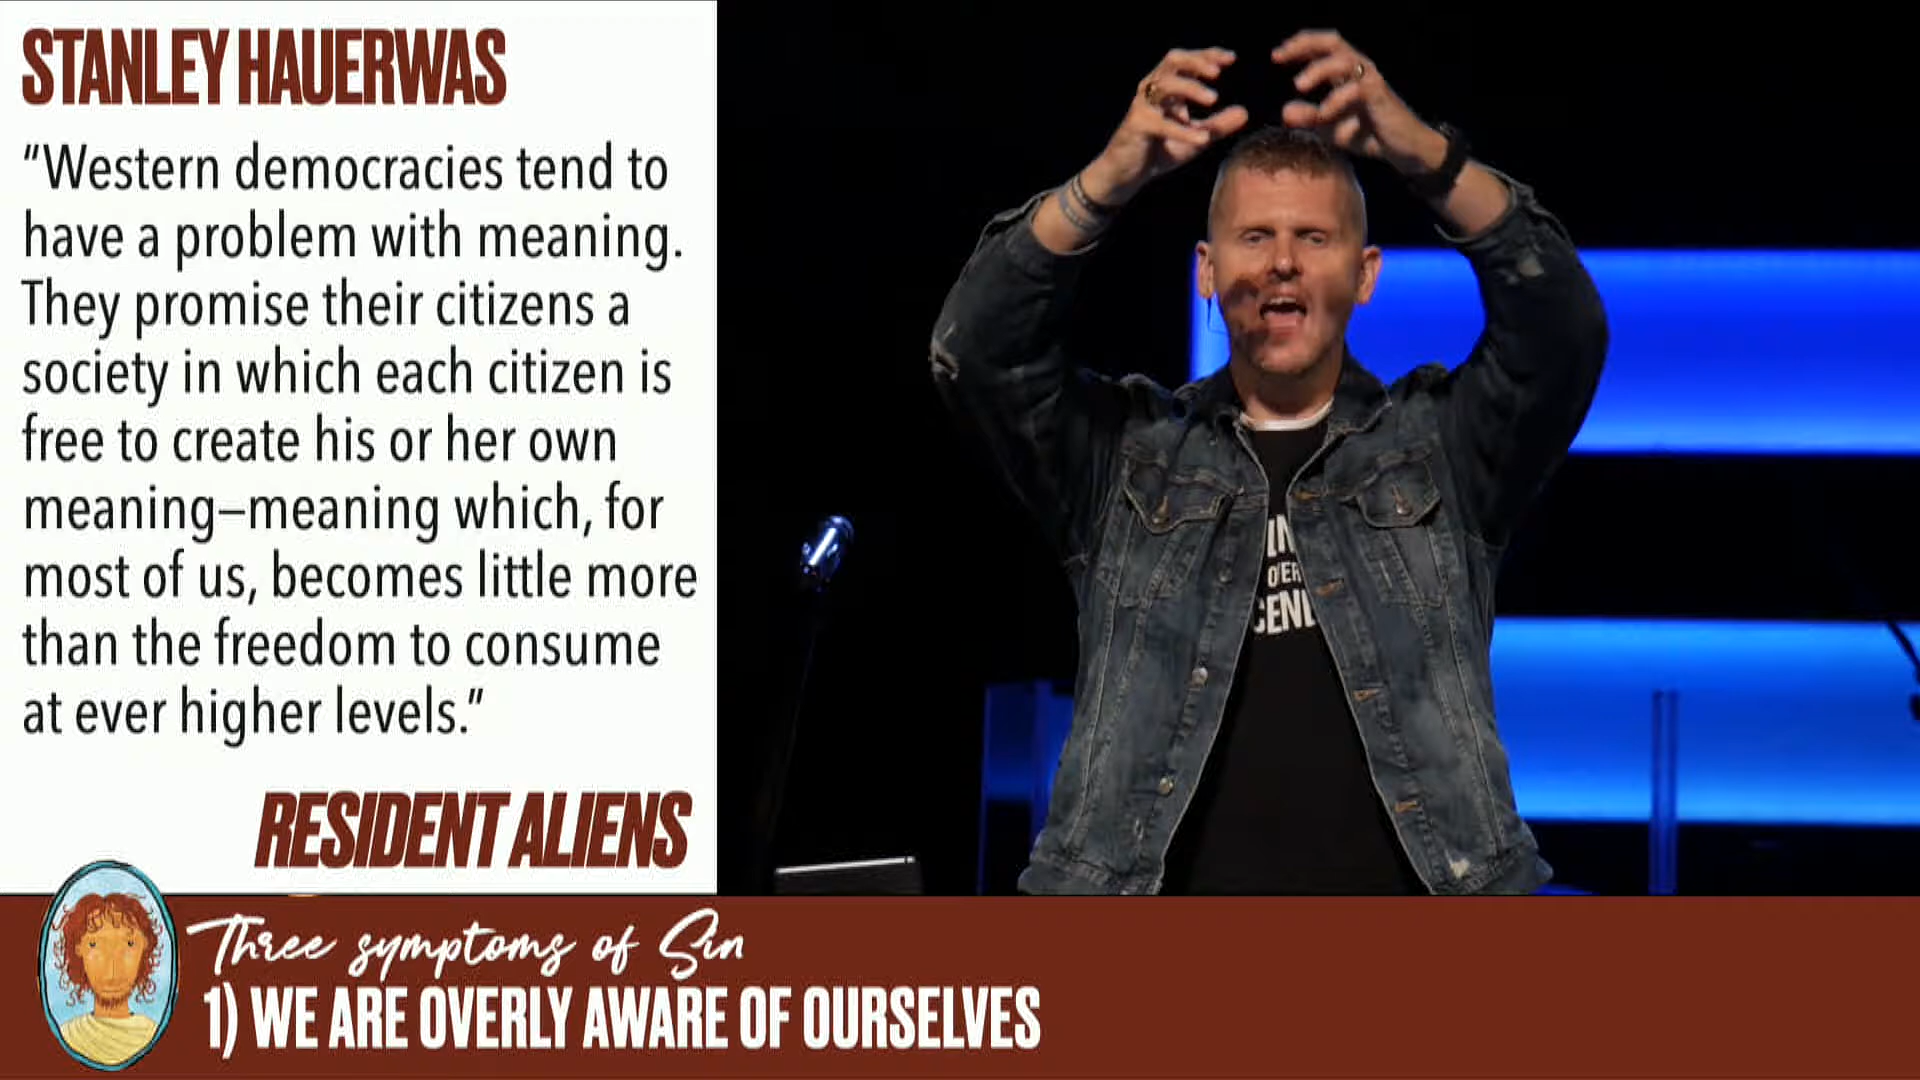 STANLEY HAUERWAS
“Western democracies tend to
have a problem with meaning.
They promise their citizens a
society in which each citizen is
free to create his or her own
meaning—meaning which, for
most of us, becomes little more
than the freedom to consume
at ever higher levels.”
RESIDENT ALIENS
OVER
Three symptoms of Sin
1) WE ARE OVERLY AWARE OF OURSELVES